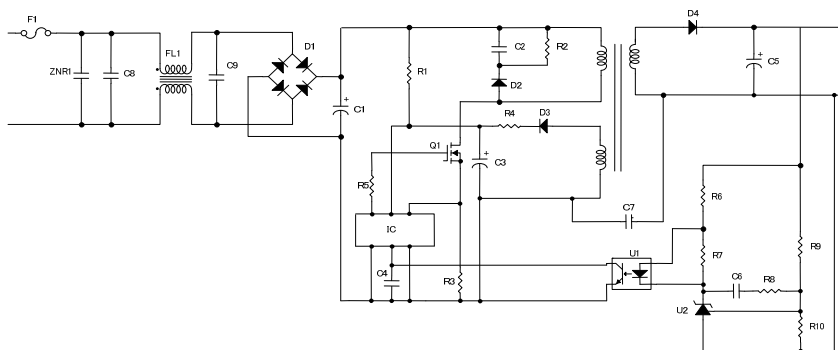 F1
ZNR1
C8
FL1
C9
D1
C1
+
R1
C2
R2
D2
R4
D3
Q1
C3
+
R5
IC
C4
R3
D4
C5
+
C7
U1
R6
R7
C6
R8
R9
U2
R10